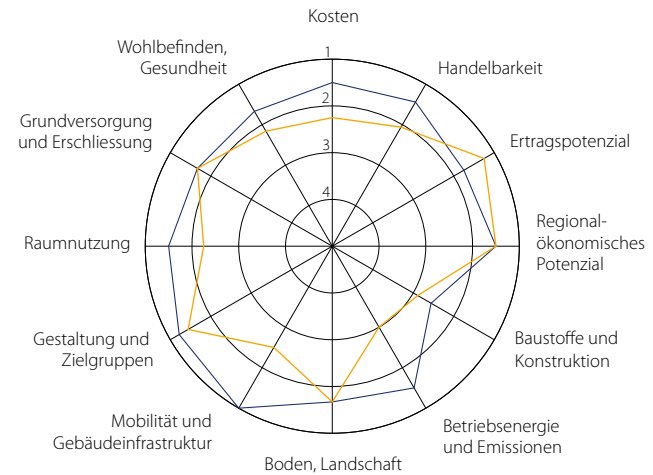 Kosten
Wohlbefinden,
Gesundheit
1
Handelbarkeit
2
Grundversorgung
und Erschliessung
Ertragspotenzial
3
4
Raumnutzung
Regional-
ökonomisches
Potenzial
Gestaltung und
Zielgruppen
Baustoffe und
Konstruktion
Mobilität und
Gebäudeinfrastruktur
Betriebsenergie
und Emissionen
Boden, Landschaft